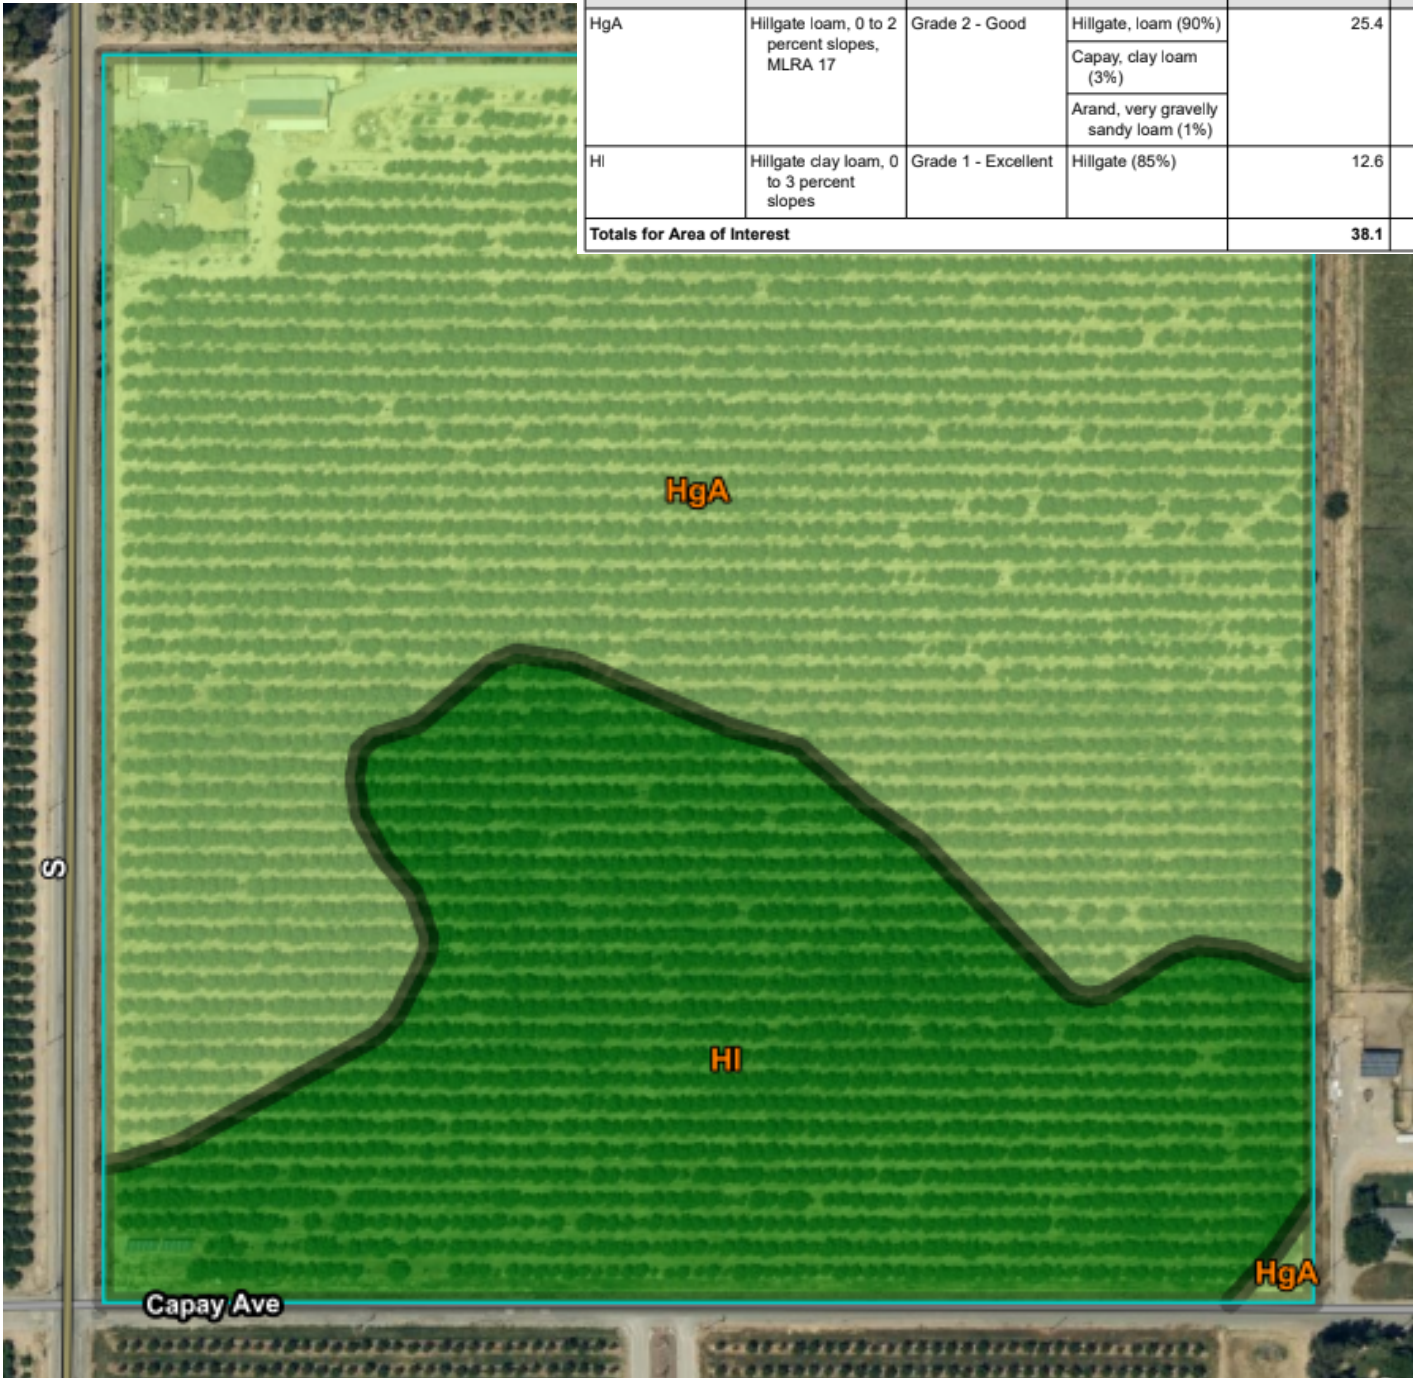 HgA
Hillgate loam, 0 to 2
percent slopes,
MLRA 17
Grade 2 - Good
Hillgate, loam (90%)
Capay, clay loam
(3%)
Arand, very gravelly
sandy loam (1%)
25.4
HI
Hillgate clay loam, 0
to 3 percent
slopes
Grade 1 - Excellent
Hillgate (85%)
12.6
Totals for Area of Interest
38.1
HgA
S
HI
HgA
Capay Ave